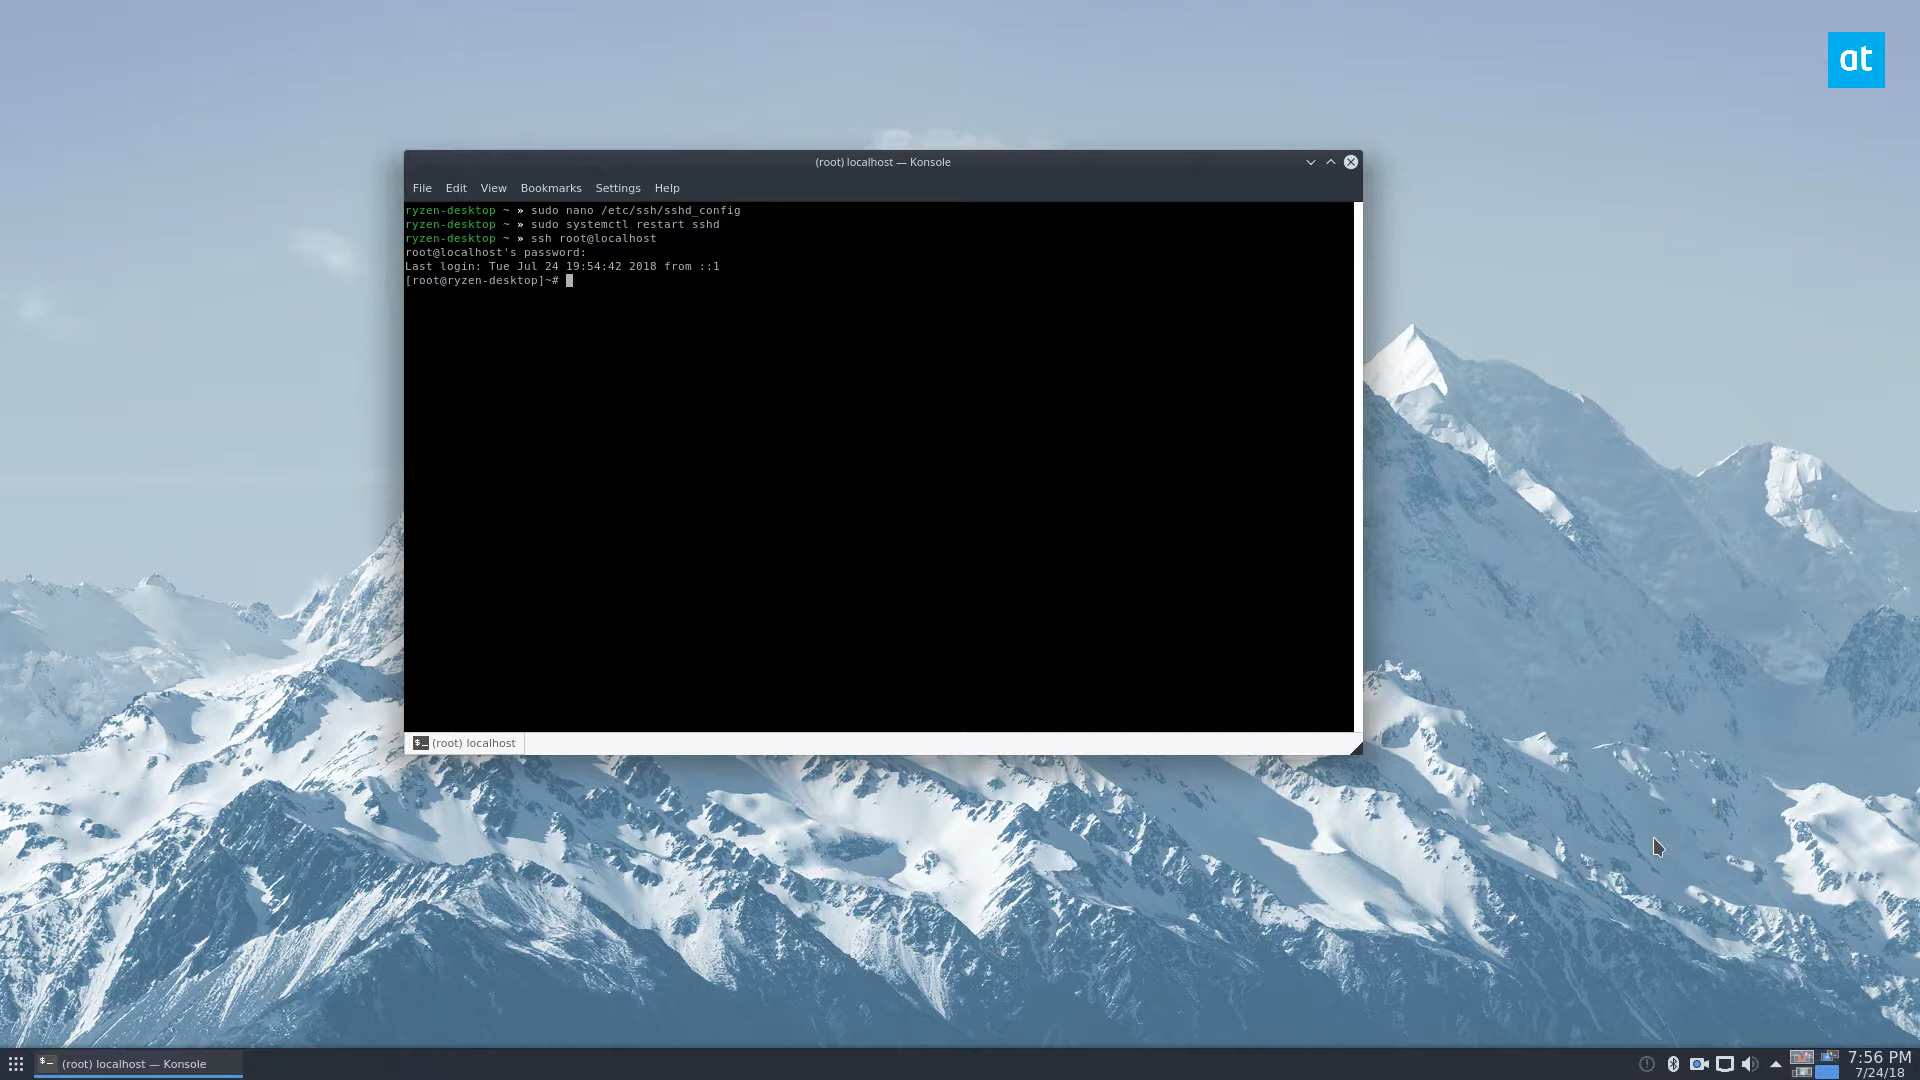 at
(root) localhost — Konsole
File Edit View Bookmarks Settings Help
ryzen-desktop ~ » sudo nano /etc/ssh/sshd_config
ryzen-desktop ~ » sudo systemctl restart sshd
ryzen-desktop ~ » ssh root@localhost
root@localhost's password:
Last login: Tue Jul 24 19:54:42 2018 from ::1
[root@ryzen-desktop]~#
(root) localhost
(root) localhost — Konsole
7:56 PM
7/24/18